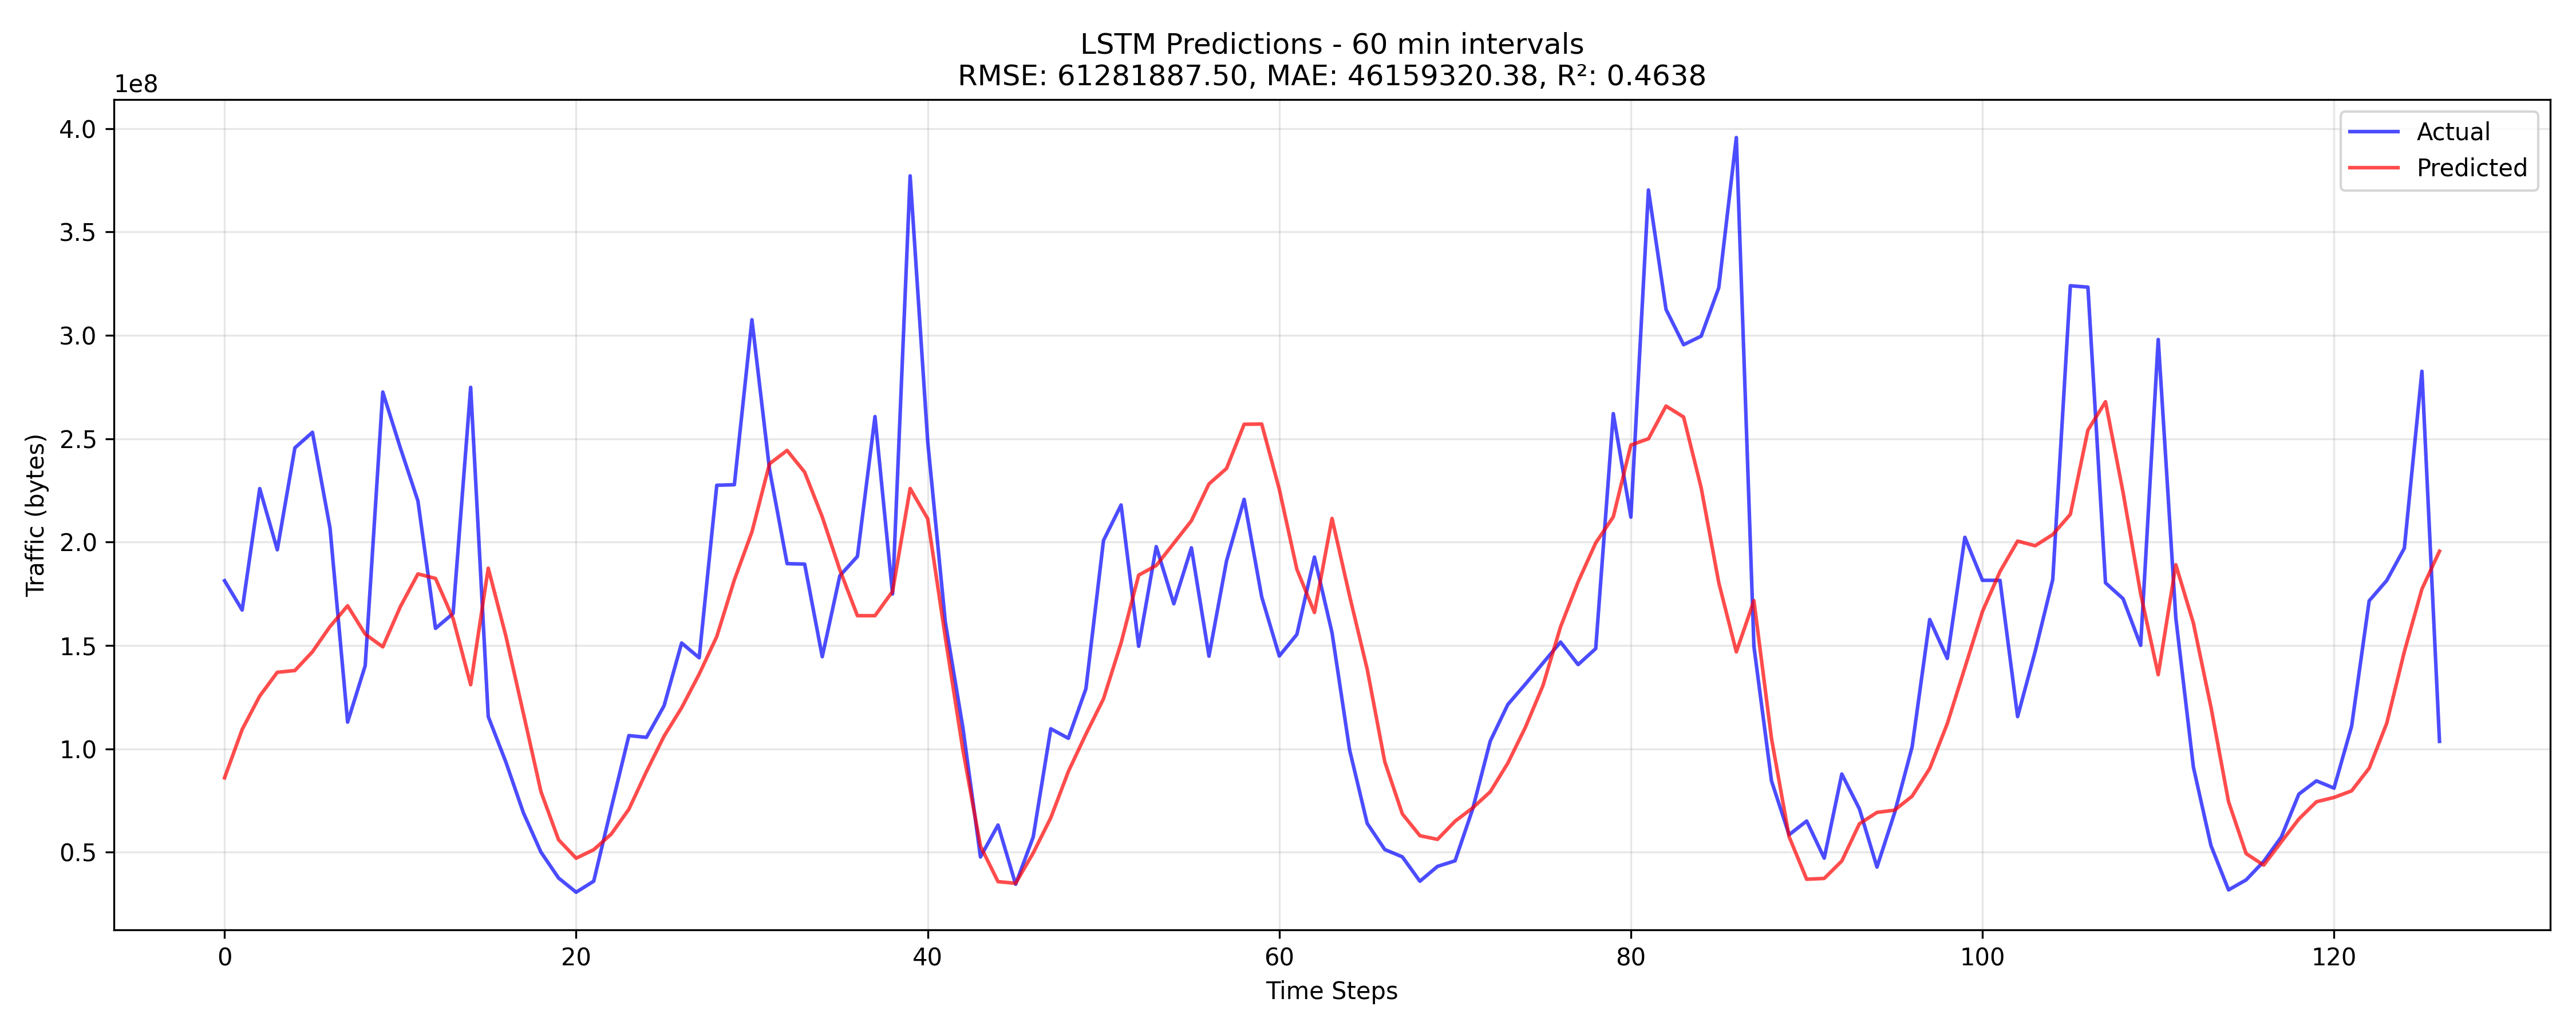 LSTM Predictions - 60 min intervals
RMSE: 61281887.50, MAE: 46159320.38, R²: 0.4638
1e8
4.0
3.5
3.0
2.5
2.0
1.5
1.0
0.5
Traffic (bytes)
Actual
Predicted
0 20 40 60 80 100 120
Time Steps